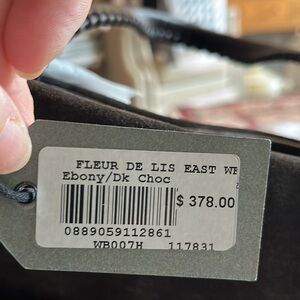 FLEUR DE LIS EAST
Ebony/Dk Choc
$ 378.00
0889059112861
WB007H 117831